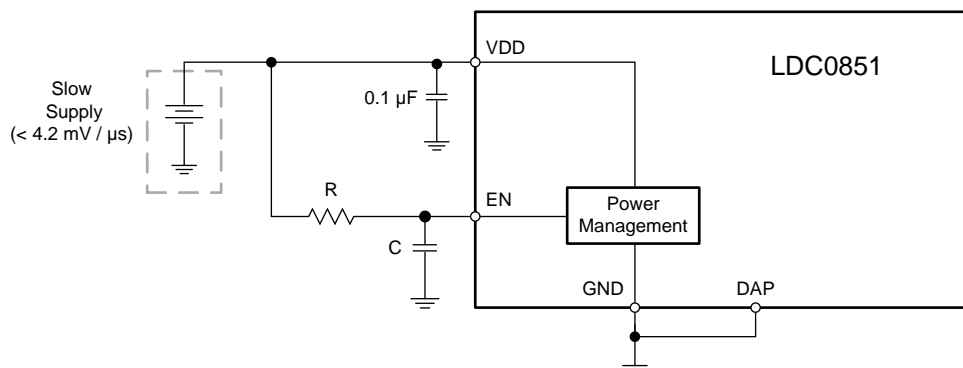 VDD
LDC0851
Slow
Supply
(< 4.2 mV / µs)
0.1 µF
R
EN
Power
Management
C
GND
DAP